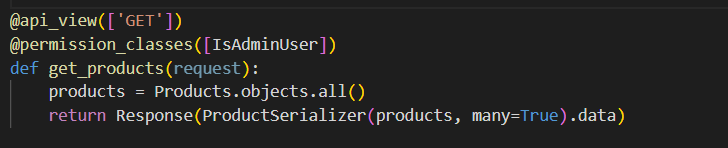 @api_view(['GET'])
@permission_classes([IsAdminUser])
def get_products(request):
    products = Products.objects.all()
    return Response(ProductSerializer(products, many=True).data)